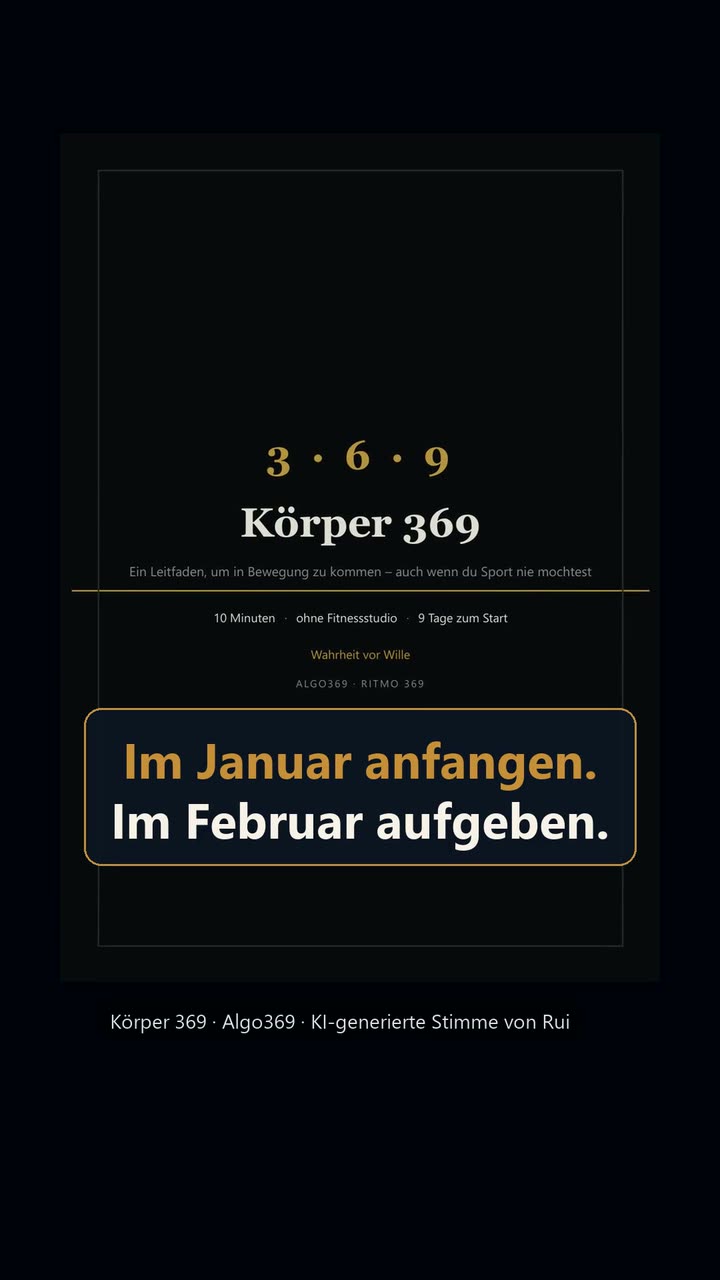 3 · 6 · 9
Körper 369
Ein Leitfaden, um in Bewegung zu kommen – auch wenn du Sport nie mochtest
10 Minuten · ohne Fitnessstudio · 9 Tage zum Start
Wahrheit vor Wille
ALGO369 · RITMO 369
Im Januar anfangen.
Im Februar aufgeben.
Körper 369 · Algo369 · KI-generierte Stimme von Rui